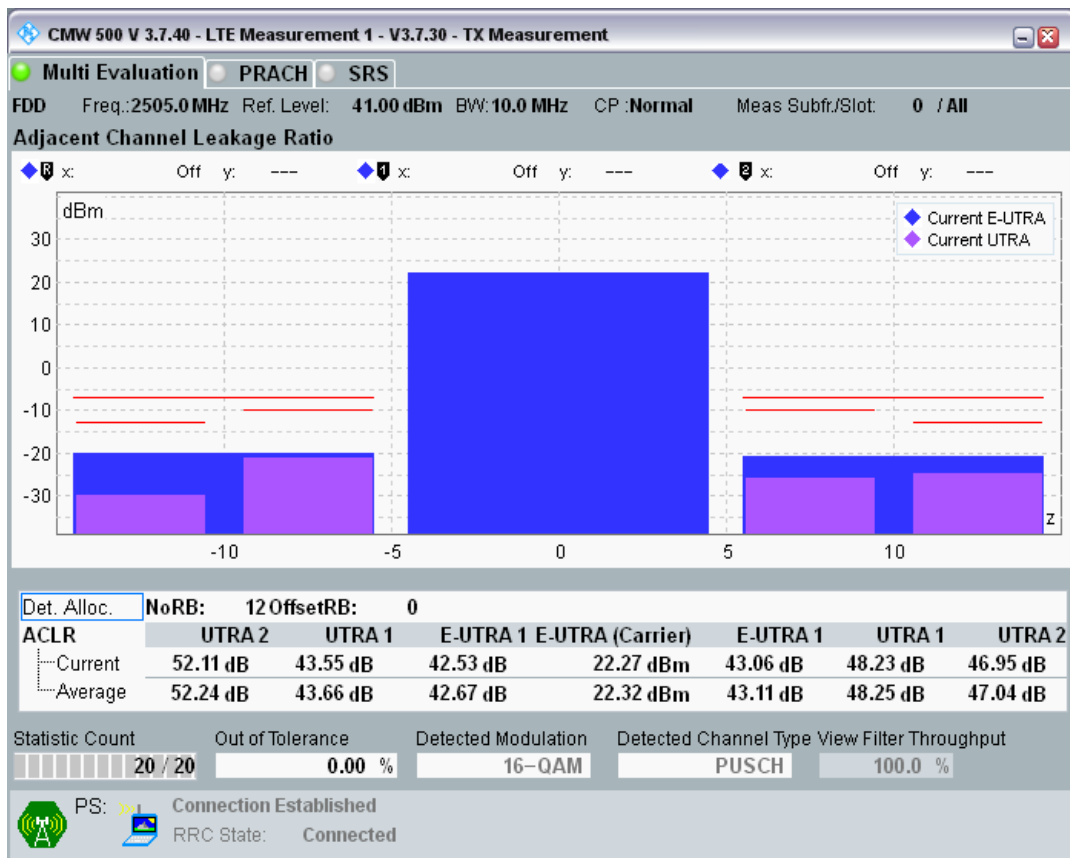 CMW 500 V 3.7.40 - LTE Measurement 1 - V3.7.30 - TX Measurement
Multi Evaluation PRACH SRS
FDD Freq.:2505.0 MHz Ref. Level: 41.00 dBm BW:10.0 MHz CP :Normal Meas Subfr./Slot: 0 / All
Adjacent Channel Leakage Ratio
R x: Off y: --- 1 x: Off y: --- 2 x: Off y: ---
dBm
Current E-UTRA
Current UTRA
30
20
10
0
-10
-20
-30
z
-10 -5 0 5 10
Det. Alloc. NoRB: 12 OffsetRB: 0
ACLR UTRA 2 UTRA 1 E-UTRA 1 E-UTRA (Carrier) E-UTRA 1 UTRA 1 UTRA 2
Current 52.11 dB 43.55 dB 42.53 dB 22.27 dBm 43.06 dB 48.23 dB 46.95 dB
Average 52.24 dB 43.66 dB 42.67 dB 22.32 dBm 43.11 dB 48.25 dB 47.04 dB
Statistic Count Out of Tolerance Detected Modulation Detected Channel Type View Filter Throughput
20 / 20 0.00 % 16-QAM PUSCH 100.0 %
PS: Connection Established
RRC State: Connected